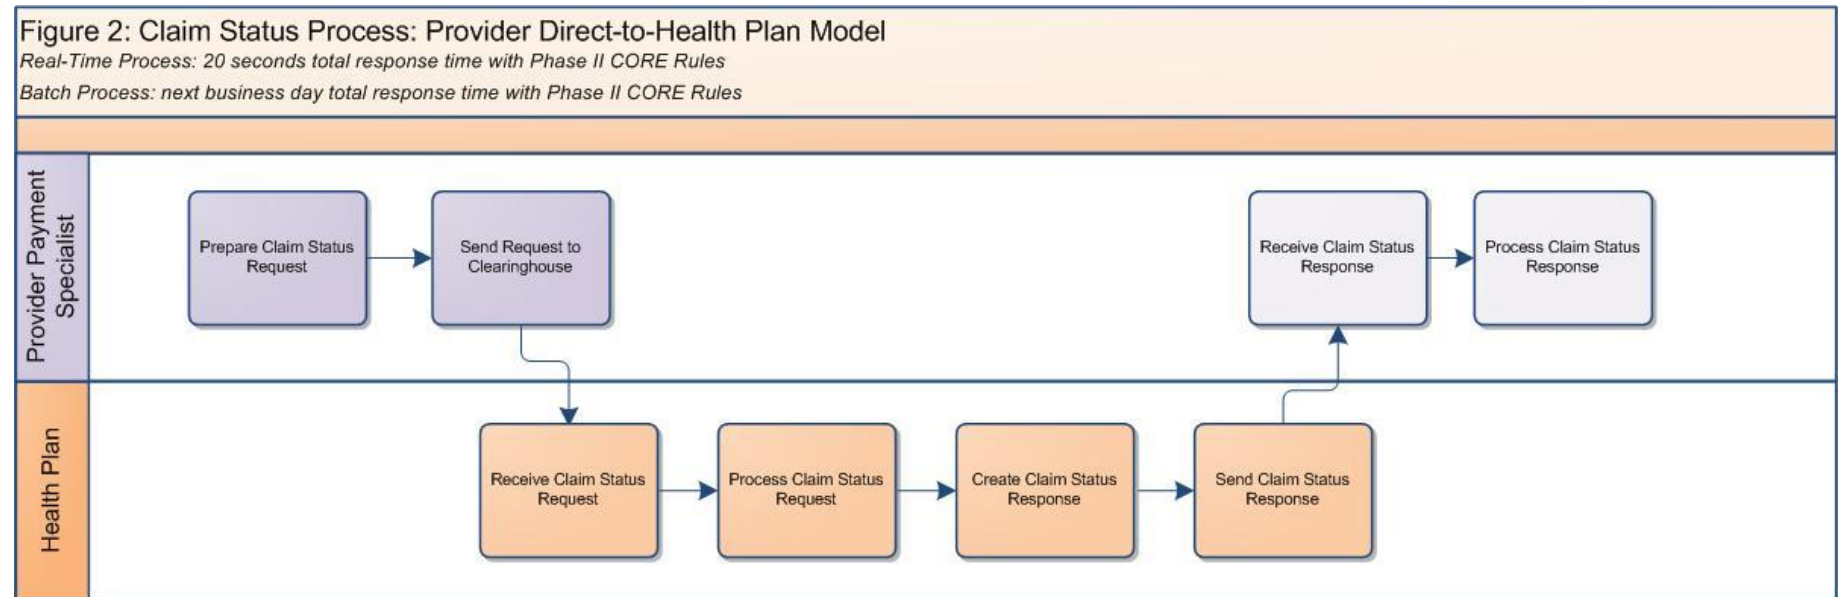 Figure 2: Claim Status Process: Provider Direct-to-Health Plan Model
Real-Time Process: 20 seconds total response time with Phase II CORE Rules
Batch Process: next business day total response time with Phase II CORE Rules
Provider Payment
Specialist
Prepare Claim Status
Request
Send Request to
Clearinghouse
Receive Claim Status
Response
Process Claim Status
Response
Health Plan
Receive Claim Status
Request
Process Claim Status
Request
Create Claim Status
Response
Send Claim Status
Response